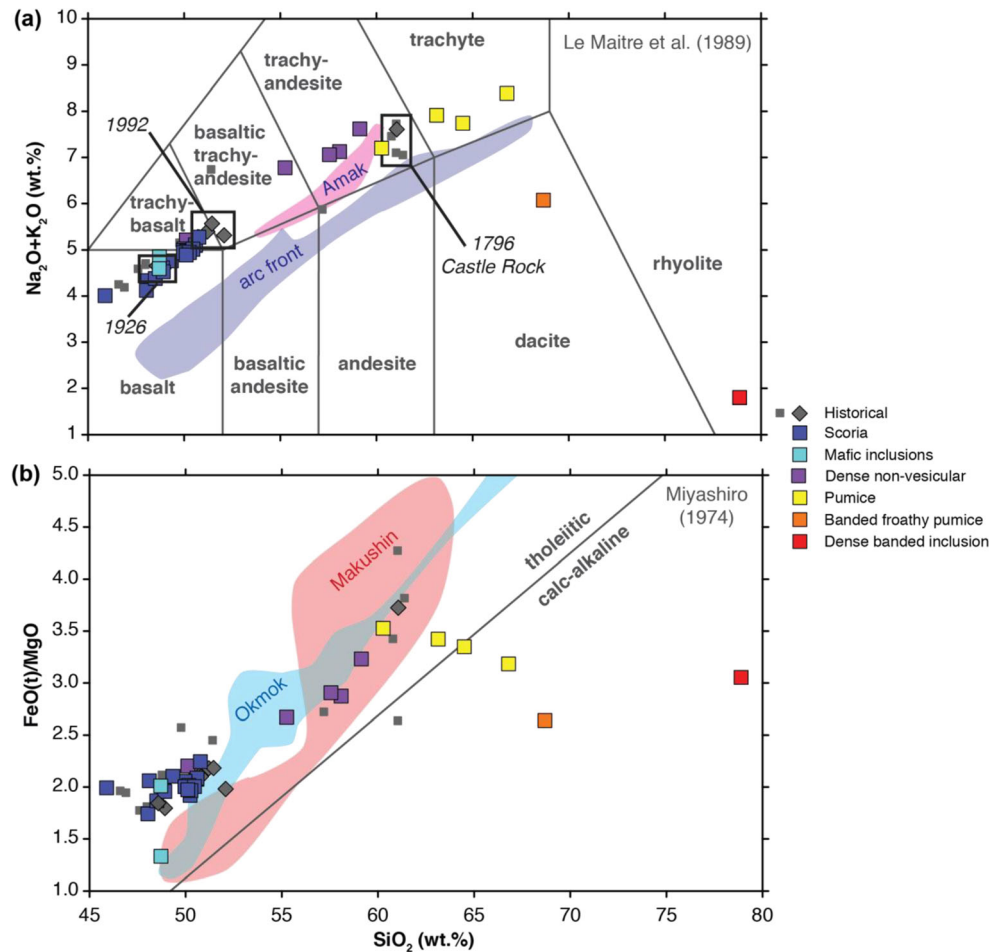 (a)
10
9
8
7
6
5
4
3
2
1
Na2O+K2O (wt.%)
trachyte
Le Maitre et al. (1989)
trachy-
andesite
1992
basaltic
trachy-
andesite
Amak
trachy-
basalt
arc front
1796
Castle Rock
rhyolite
1926
dacite
basalt
basaltic
andesite
andesite
Historical
Scoria
Mafic inclusions
Dense non-vesicular
Pumice
Banded froathy pumice
Dense banded inclusion
(b)
5.0
4.5
4.0
3.5
3.0
2.5
2.0
1.5
1.0
FeO(t)/MgO
Miyashiro
(1974)
tholeiitic
calc-alkaline
Makushin
Okmok
45 50 55 60 65 70 75 80
SiO2 (wt.%)